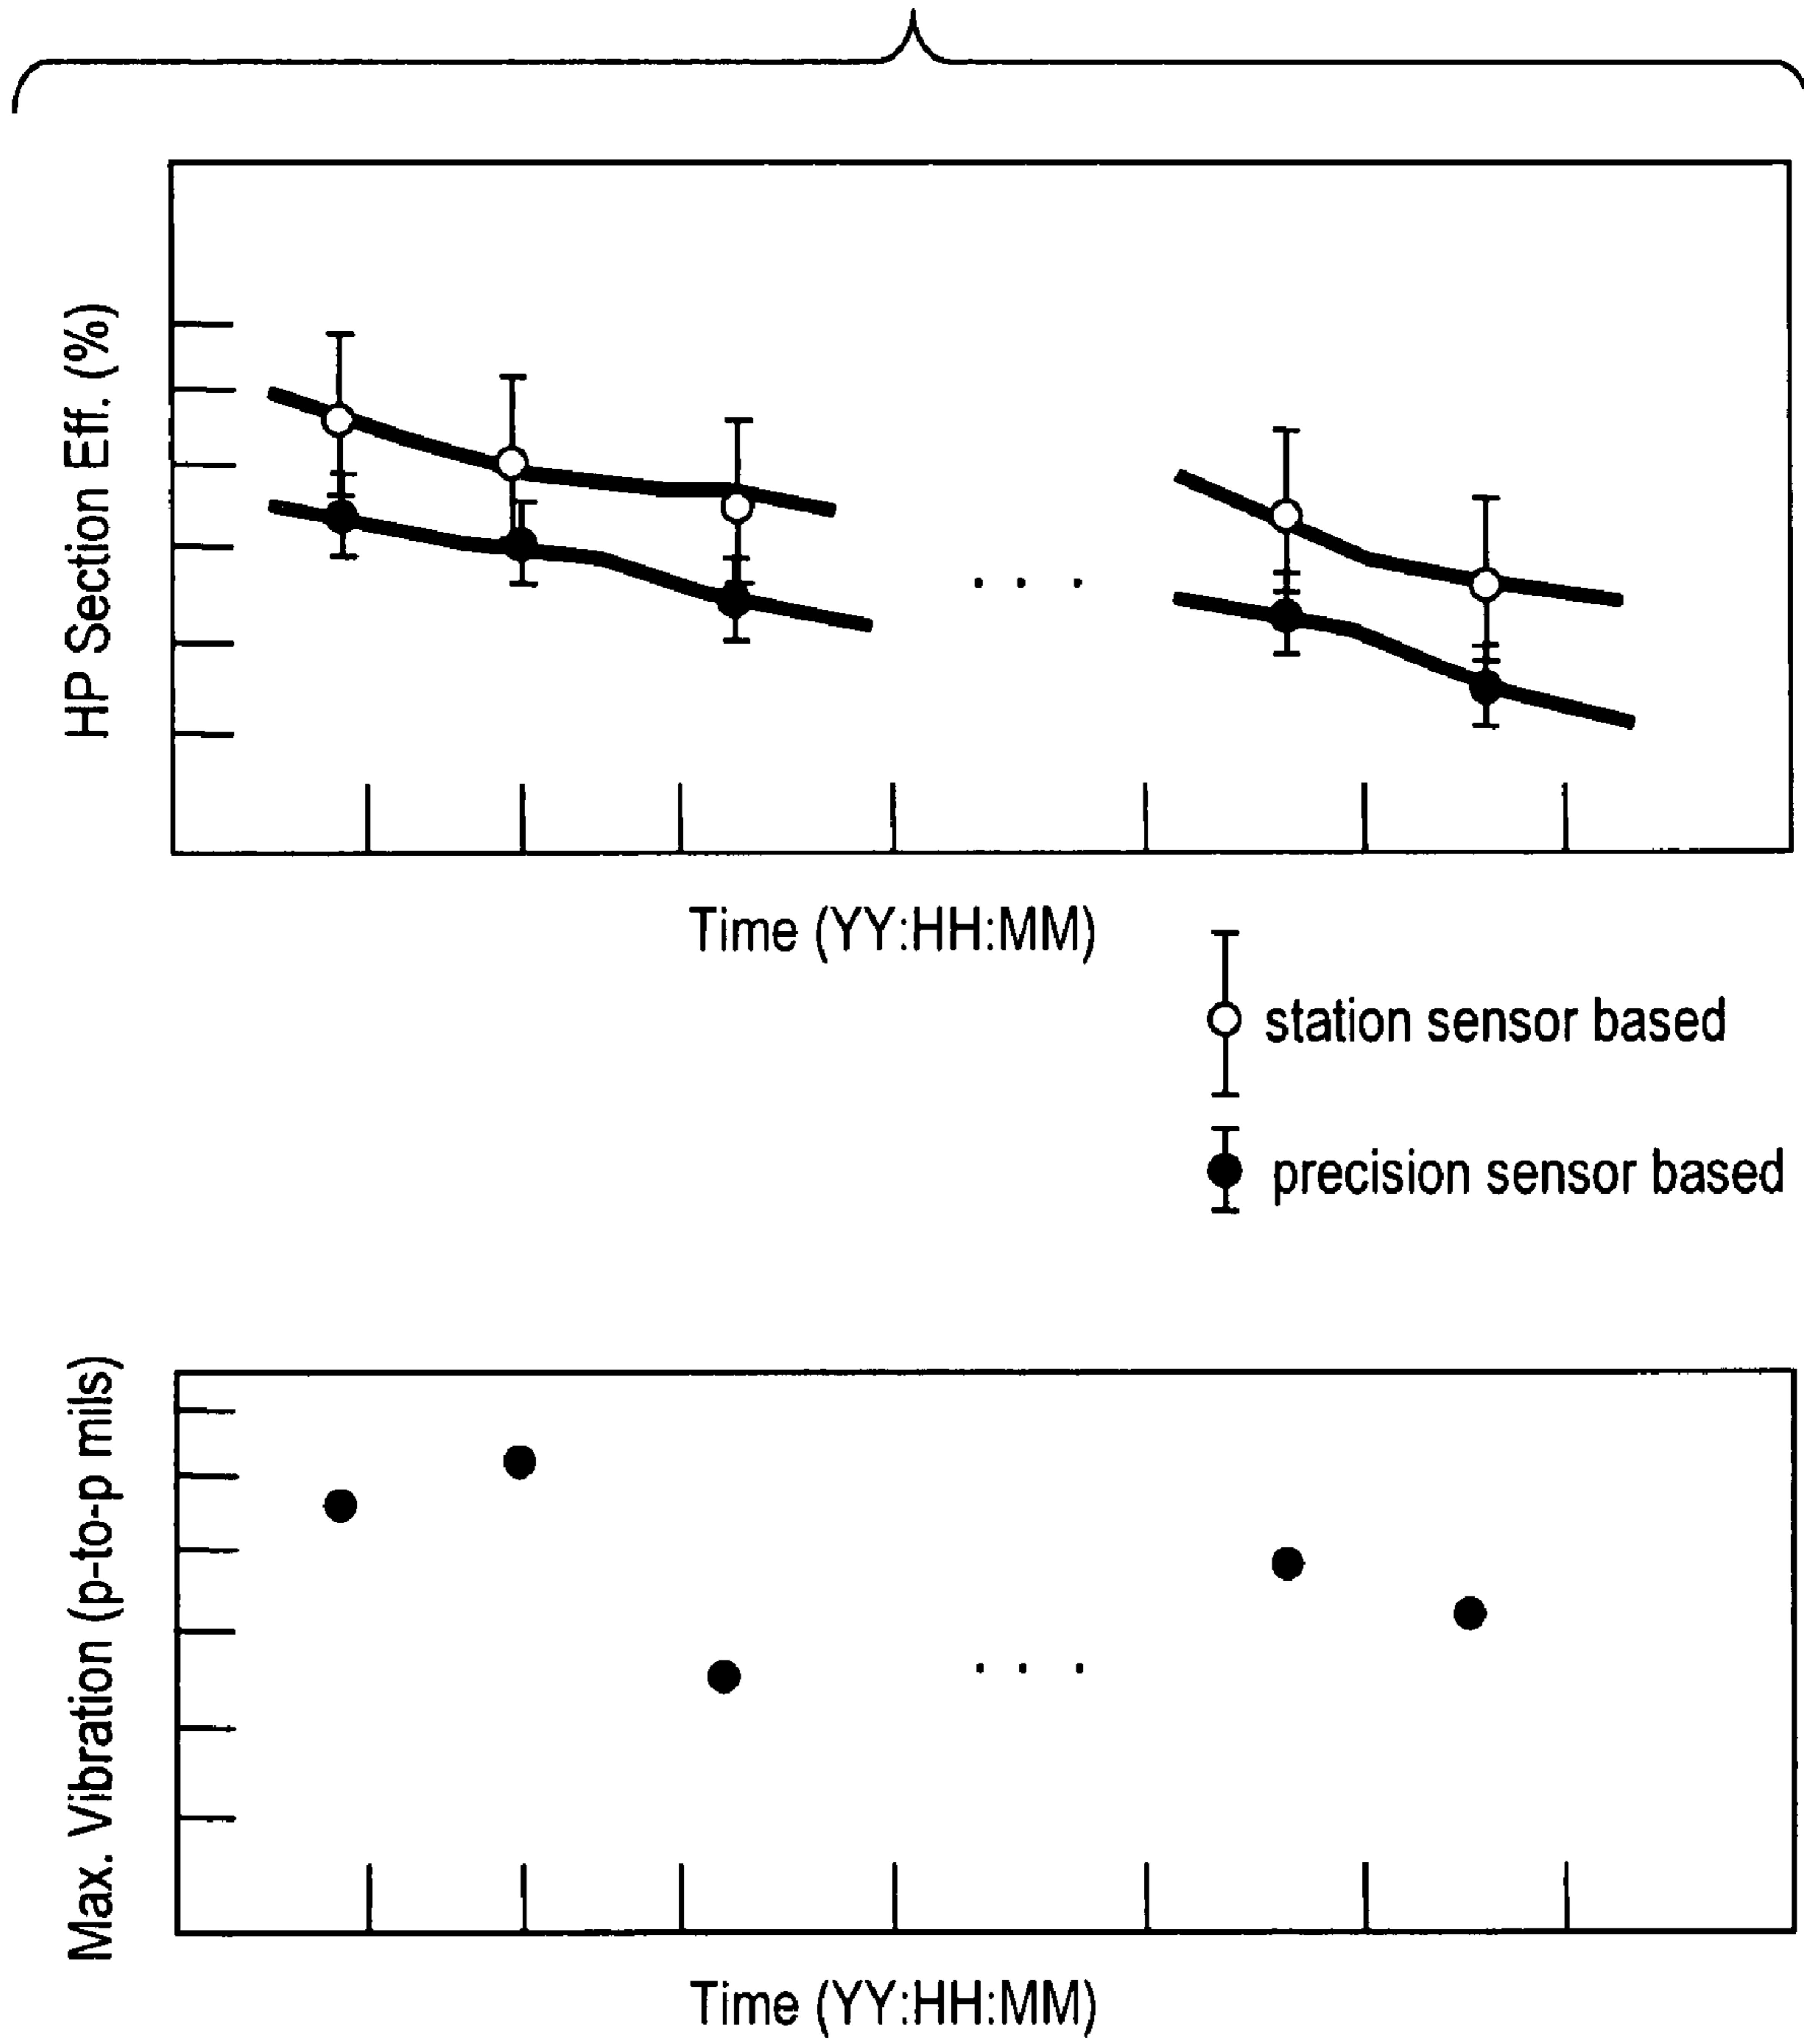 HP Section Eff. (%)
Time (YY:HH:MM)
station sensor based
precision sensor based
Max. Vibration (p-to-p mils)
Time (YY:HH:MM)